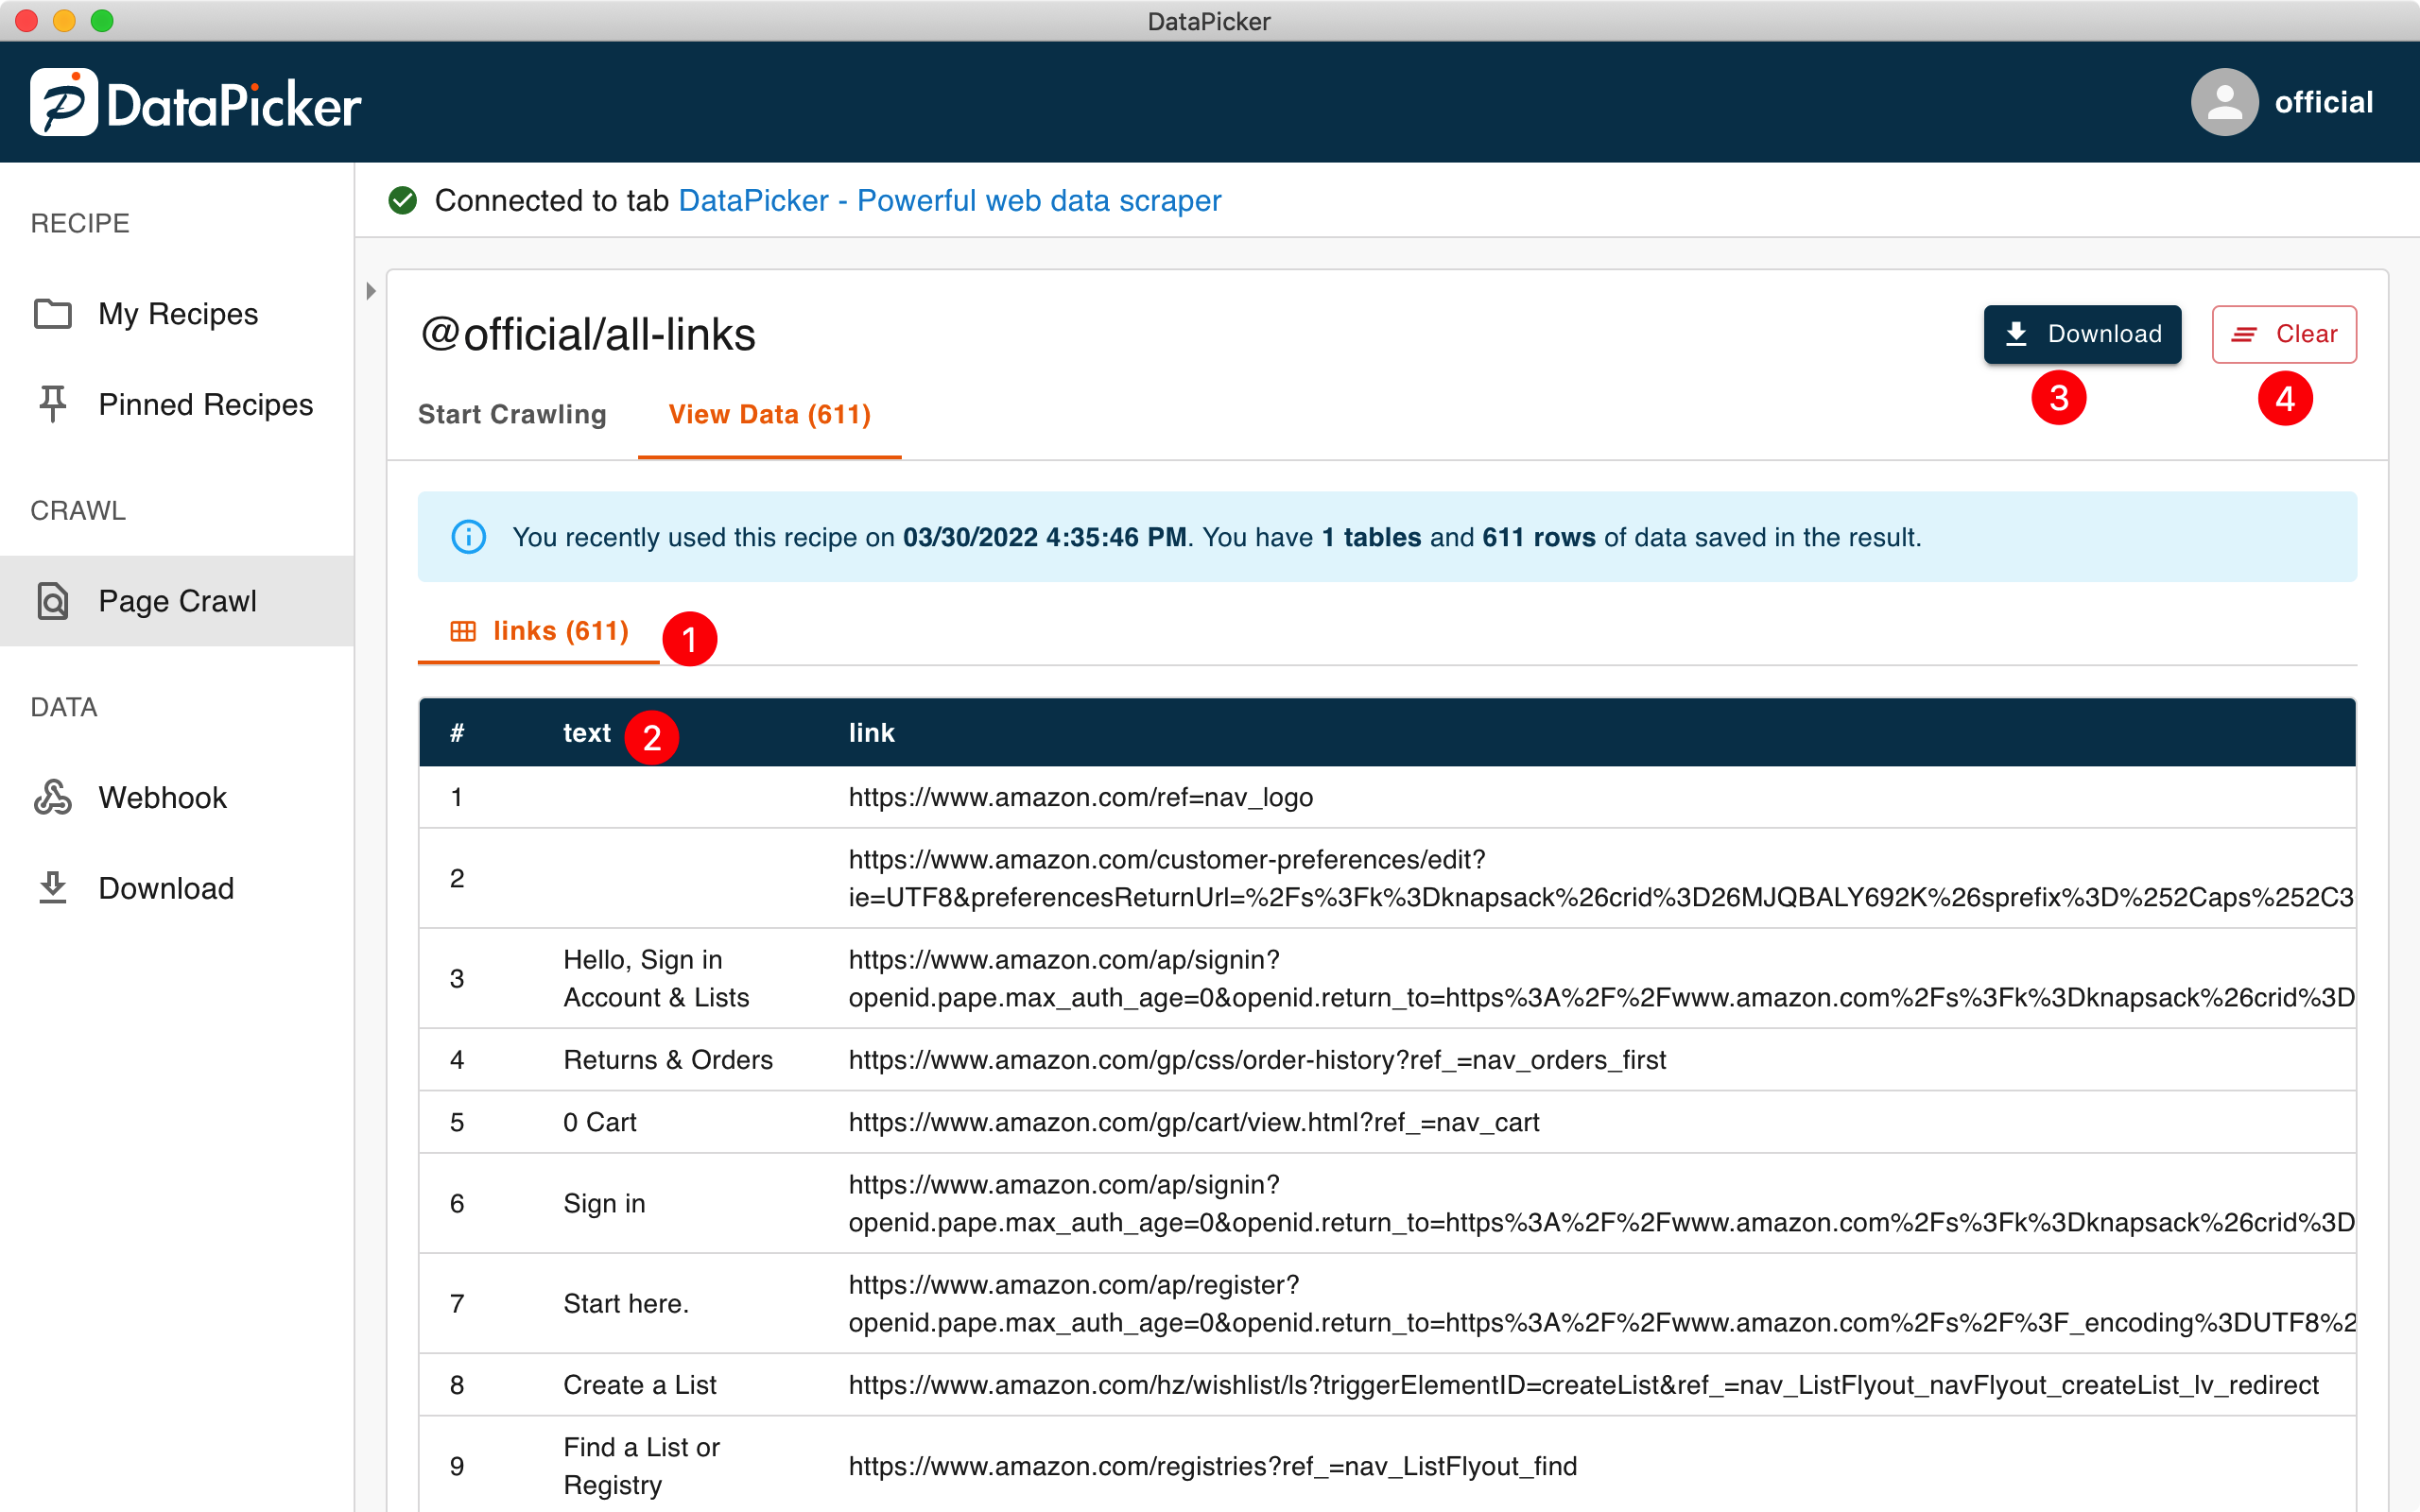 DataPicker
DataPicker
official
RECIPE
My Recipes
Pinned Recipes
CRAWL
Page Crawl
DATA
Webhook
Download
Connected to tab DataPicker - Powerful web data scraper
@official/all-links
Download
Clear
3
4
Start Crawling
View Data (611)
You recently used this recipe on 03/30/2022 4:35:46 PM. You have 1 tables and 611 rows of data saved in the result.
links (611)
1
# text 2 link
1 https://www.amazon.com/ref=nav_logo
2 https://www.amazon.com/customer-preferences/edit?
ie=UTF8&preferencesReturnUrl=%2Fs%3Fk%3Dknapsack%26crid%3D26MJQBALY692K%26sprefix%3D%252Caps%252C3
3 Hello, Sign in
Account & Lists
https://www.amazon.com/ap/signin?
openid.pape.max_auth_age=0&openid.return_to=https%3A%2F%2Fwww.amazon.com%2Fs%3Fk%3Dknapsack%26crid%3D
4 Returns & Orders https://www.amazon.com/gp/css/order-history?ref_=nav_orders_first
5 0 Cart https://www.amazon.com/gp/cart/view.html?ref_=nav_cart
6 Sign in https://www.amazon.com/ap/signin?
openid.pape.max_auth_age=0&openid.return_to=https%3A%2F%2Fwww.amazon.com%2Fs%3Fk%3Dknapsack%26crid%3D
7 Start here. https://www.amazon.com/ap/register?
openid.pape.max_auth_age=0&openid.return_to=https%3A%2F%2Fwww.amazon.com%2Fs%2F%3F_encoding%3DUTF8%2
8 Create a List https://www.amazon.com/hz/wishlist/ls?triggerElementID=createList&ref_=nav_ListFlyout_navFlyout_createList_lv_redirect
9 Find a List or
Registry
https://www.amazon.com/registries?ref_=nav_ListFlyout_find